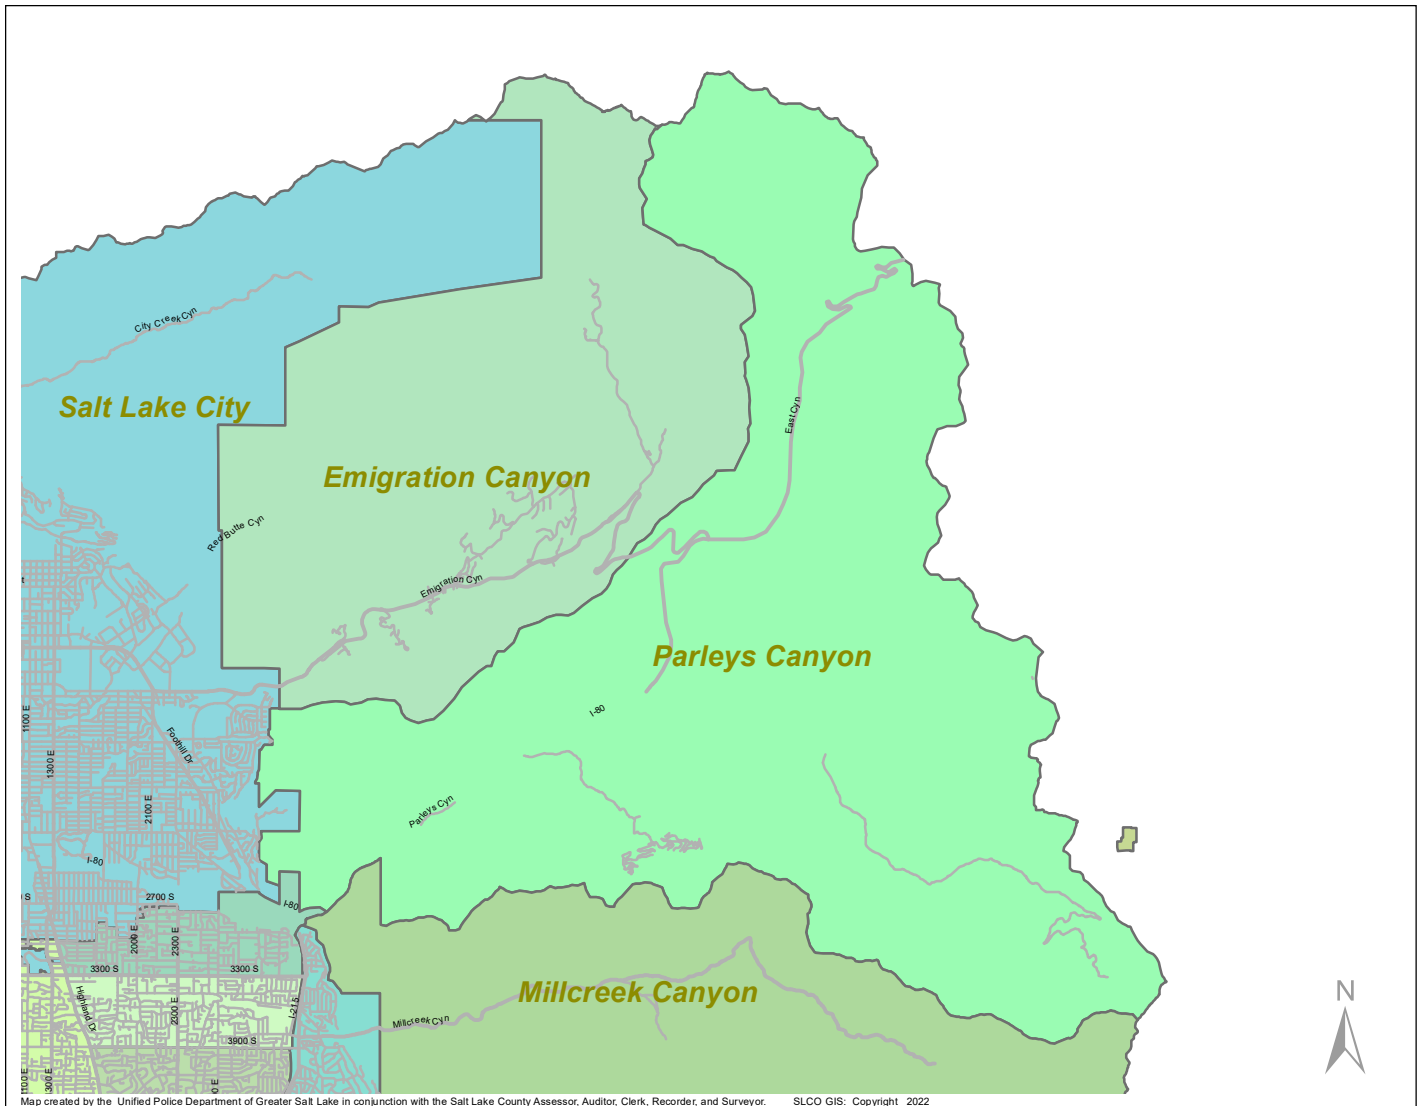 City Creek Cyn
Salt Lake City
East Cyn
Emigration Canyon
Red Butte Cyn
Emigration Cyn
Parleys Canyon
I-80
1100 E
Foothill Dr
1300 E
2100 E
Parleys Cyn
I-80
S
2700 S
I-80
2000 E
2300 E
3300 S
3300 S
Millcreek Canyon
N
Highland Dr
2300 E
I-215
Millcreek Cyn
3900 S
Map created by the Unified Police Department of Greater Salt Lake in conjunction with the Salt Lake County Assessor, Auditor, Clerk, Recorder, and Surveyor. SLCO GIS: Copyright 2022